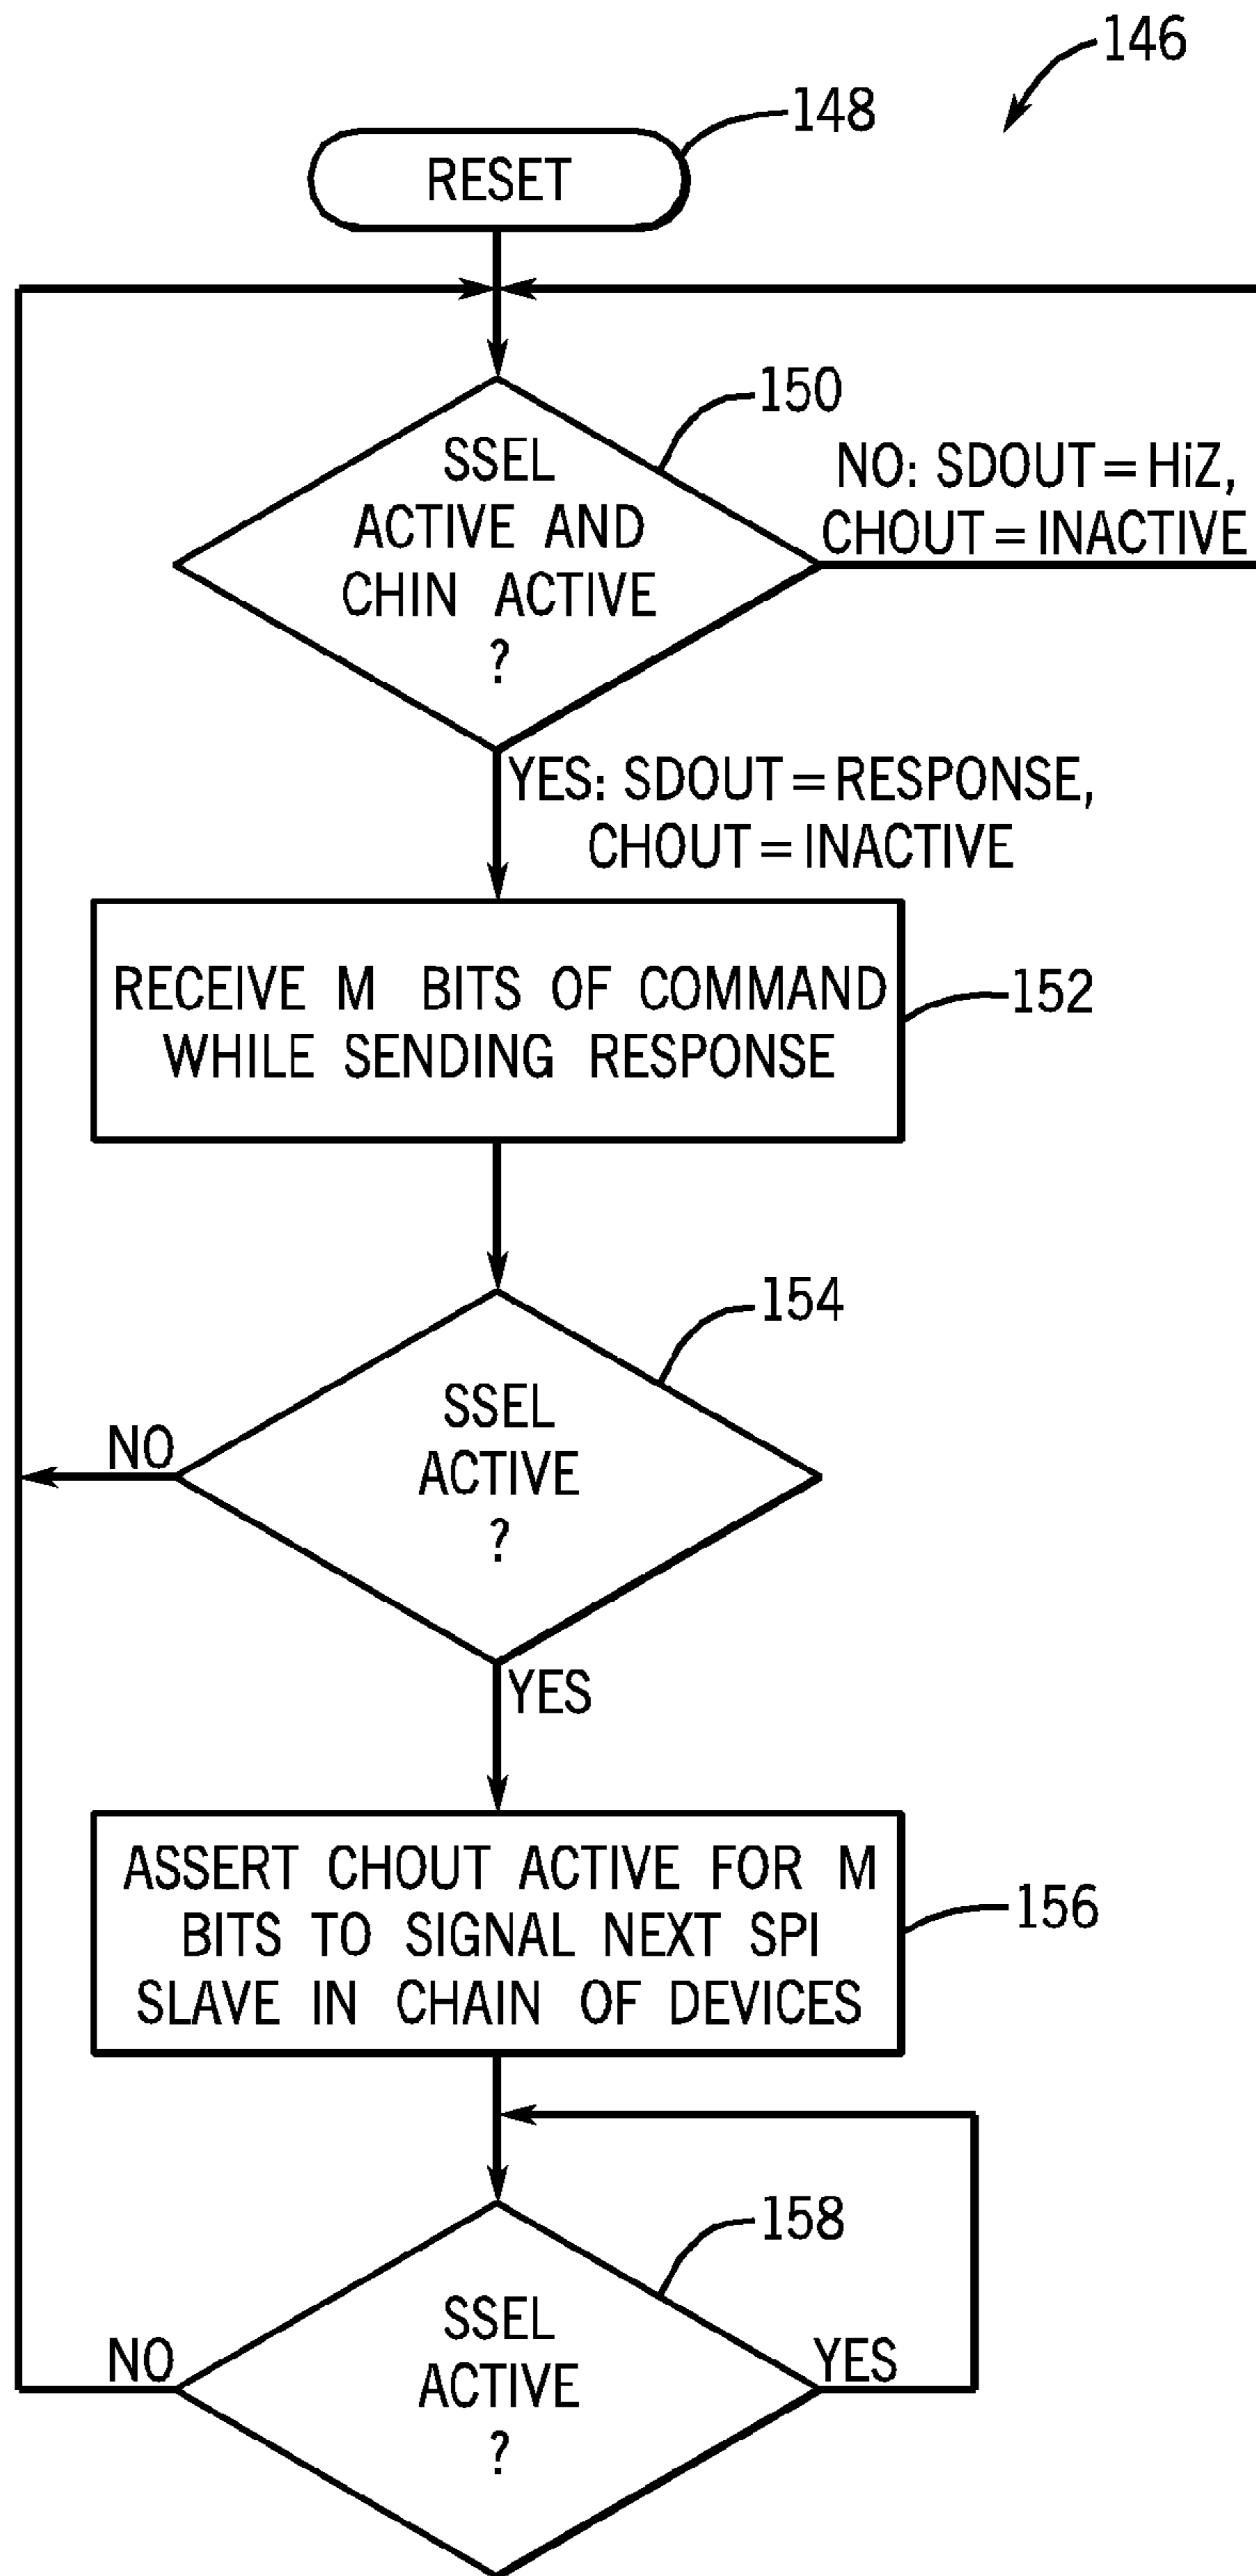 146
148
RESET
150
SSEL
ACTIVE AND
CHIN ACTIVE
?
NO: SDOUT=HiZ,
CHOUT=INACTIVE
YES: SDOUT=RESPONSE,
CHOUT=INACTIVE
RECEIVE M BITS OF COMMAND
WHILE SENDING RESPONSE
152
154
SSEL
ACTIVE
?
NO
YES
ASSERT CHOUT ACTIVE FOR M
BITS TO SIGNAL NEXT SPI
SLAVE IN CHAIN OF DEVICES
156
158
SSEL
ACTIVE
?
NO
YES